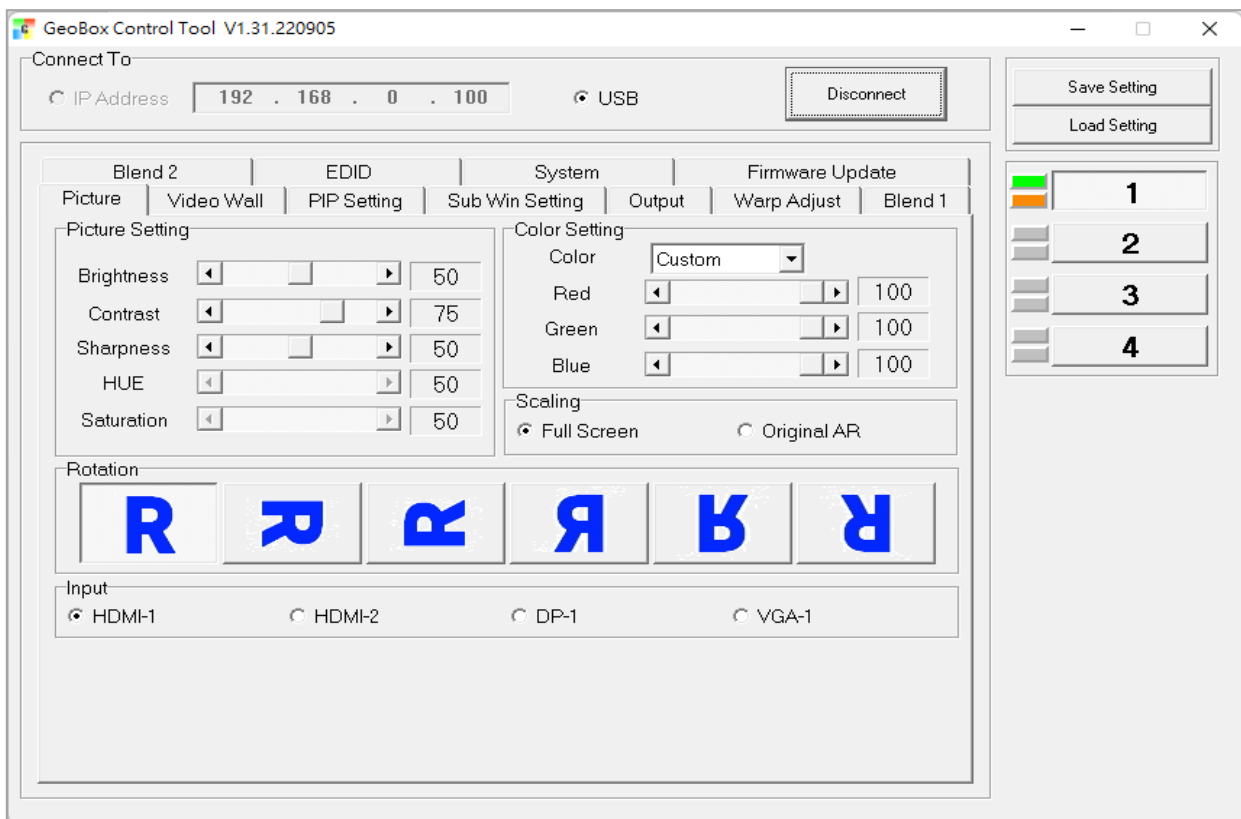 GeoBox Control Tool V1.31.220905
Connect To
IP Address 192 . 168 . 0 . 100 USB Disconnect
Save Setting
Load Setting
Blend 2 EDID System Firmware Update
Picture Video Wall PIP Setting Sub Win Setting Output Warp Adjust Blend 1
Picture Setting
Brightness 50
Contrast 75
Sharpness 50
HUE 50
Saturation 50
Color Setting
Color Custom
Red 100
Green 100
Blue 100
Scaling
Full Screen Original AR
Rotation
R R R R R R
Input
HDMI-1 HDMI-2 DP-1 VGA-1
1
2
3
4